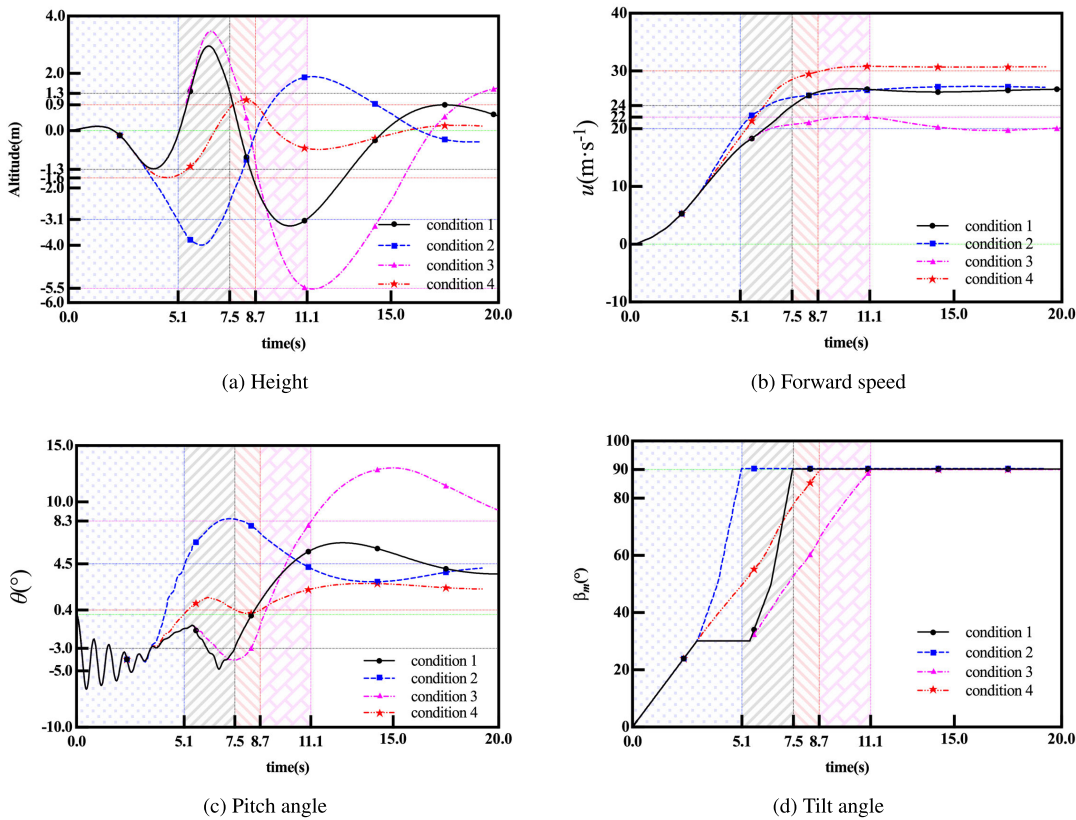 4.0
2.0
1.3
0.9
0.0
-1.3
-1.6
-2.0
-3.1
-4.0
-5.5
-6.0
Altitude(m)
0.0 5.1 7.5 8.7 11.1 15.0 20.0
time(s)
condition 1
condition 2
condition 3
condition 4
(a) Height
40
30
24
22
20
10
0
-10
u(m·s⁻¹)
0.0 5.1 7.5 8.7 11.1 15.0 20.0
time(s)
condition 1
condition 2
condition 3
condition 4
(b) Forward speed
15.0
10.0
8.3
4.5
0.4
-3.0
-5.0
-10.0
θ(°)
0.0 5.1 7.5 8.7 11.1 15.0 20.0
time(s)
condition 1
condition 2
condition 3
condition 4
(c) Pitch angle
100
90
80
60
40
20
0
βm(°)
0.0 5.1 7.5 8.7 11.1 15.0 20.0
time(s)
condition 1
condition 2
condition 3
condition 4
(d) Tilt angle